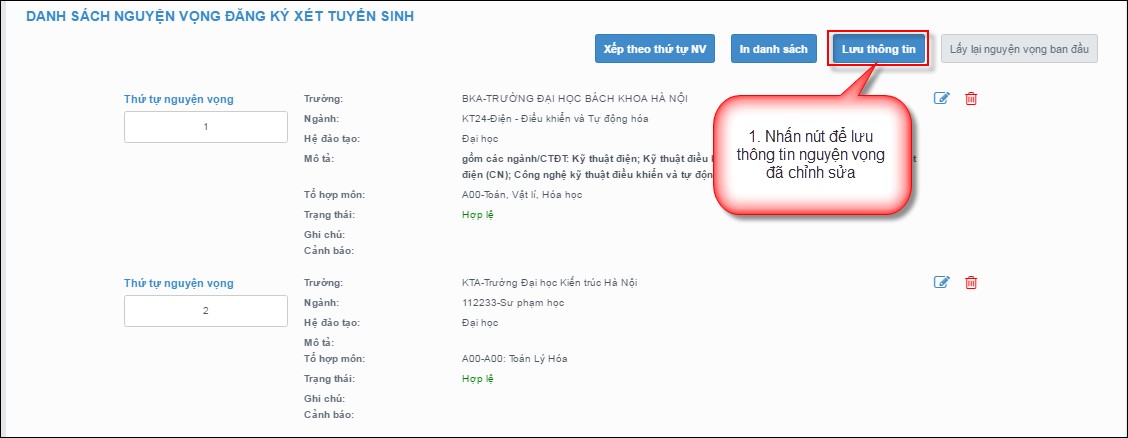 DANH SÁCH NGUYỆN VỌNG ĐĂNG KÝ XÉT TUYỂN SINH
Xếp theo thứ tự NV In danh sách Lưu thông tin Lấy lại nguyện vọng ban đầu
Thứ tự nguyện vọng
1
Trường: BKA-TRƯỜNG ĐẠI HỌC BÁCH KHOA HÀ NỘI
Ngành: KT24-Điện - Điều khiển và Tự động hóa
Hệ đào tạo: Đại học
Mô tả: gồm các ngành/CTĐT: Kỹ thuật điện; Kỹ thuật điều
điện (CN); Công nghệ kỹ thuật điều khiển và tự độn
Tổ hợp môn: A00-Toán, Vật lí, Hóa học
Trạng thái: Hợp lệ
Ghi chú:
Cảnh báo:
1. Nhấn nút để lưu
thông tin nguyện vọng
đã chỉnh sửa
Thứ tự nguyện vọng
2
Trường: KTA-Trường Đại học Kiến trúc Hà Nội
Ngành: 112233-Sư phạm học
Hệ đào tạo: Đại học
Mô tả:
Tổ hợp môn: A00-A00: Toán Lý Hóa
Trạng thái: Hợp lệ
Ghi chú:
Cảnh báo: